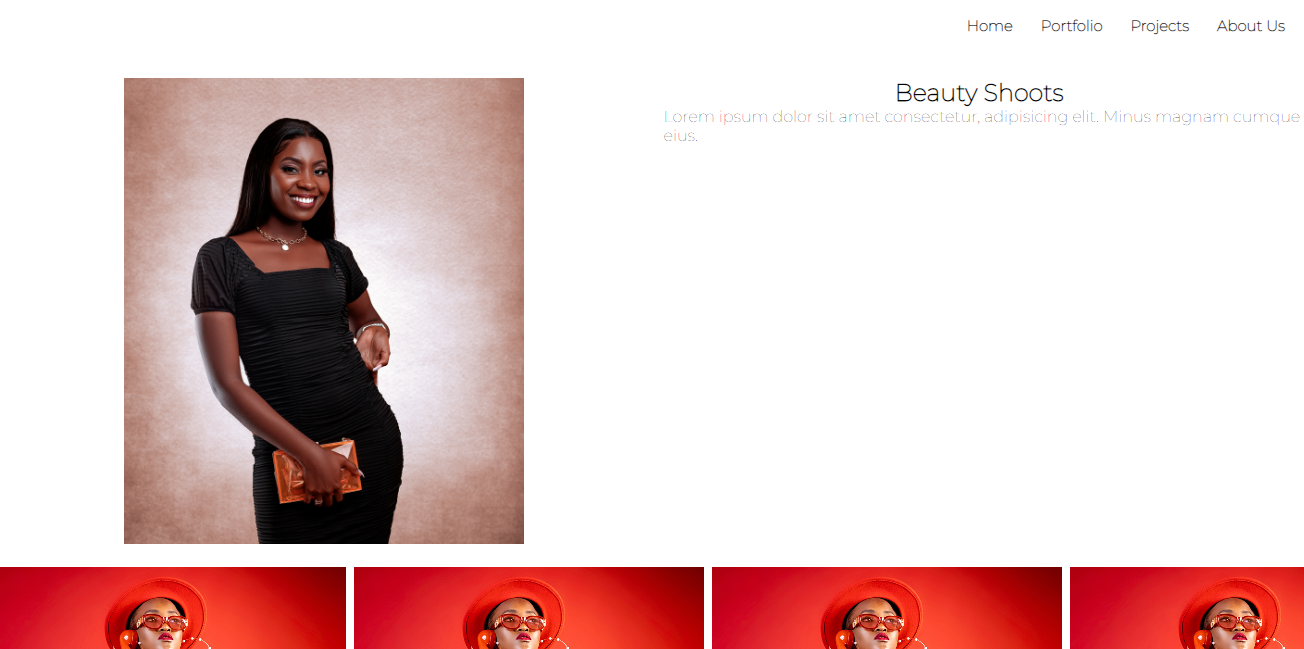 Home Portfolio Projects About Us
Beauty Shoots
Lorem ipsum dolor sit amet consectetur, adipisicing elit. Minus magnam cumque
eius.